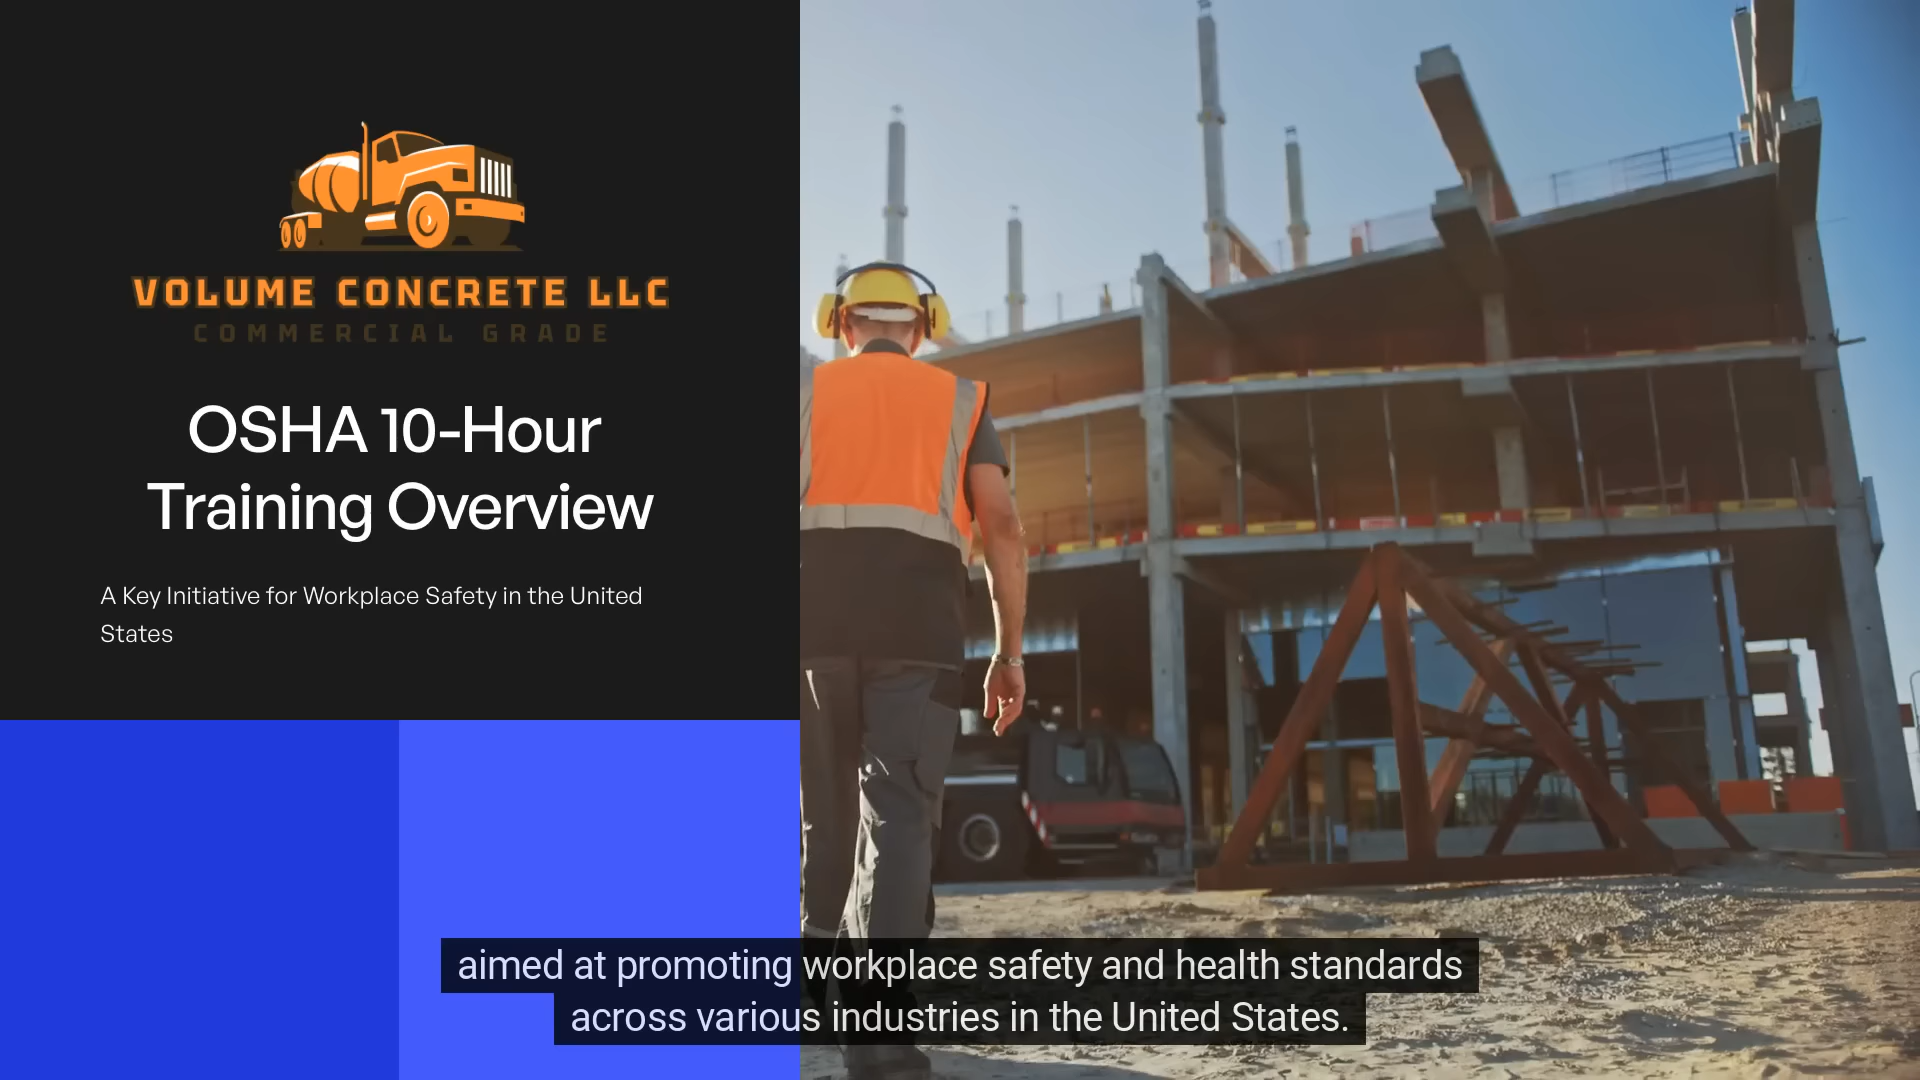 VOLUME CONCRETE LLC
COMMERCIAL GRADE
OSHA 10-Hour
Training Overview
A Key Initiative for Workplace Safety in the United
States
aimed at promoting workplace safety and health standards
across various industries in the United States.